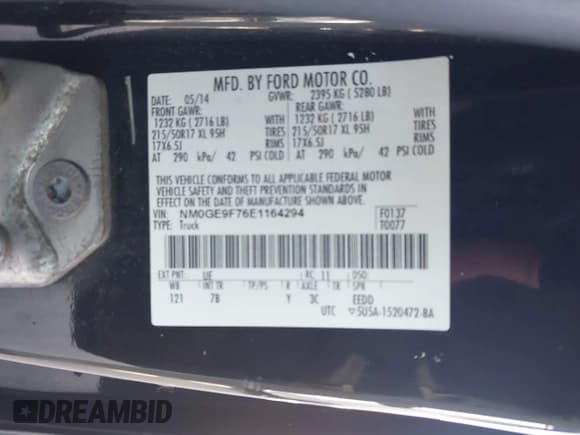 MFD. BY FORD MOTOR CO.
DATE: 05/14 GVWR: 2395 KG ( 5280 LB)
FRONT GAWR: REAR GAWR:
1232 KG ( 2716 LB) WITH 1232 KG ( 2716 LB) WITH
215/50R17 XL 95H TIRES 215/50R17 XL 95H TIRES
17X6.5J RIMS 17X6.5J RIMS
AT 290 kPa/ 42 PSI COLD AT 290 kPa/ 42 PSI COLD
THIS VEHICLE CONFORMS TO ALL APPLICABLE FEDERAL MOTOR
VEHICLE SAFETY AND THEFT PREVENTION STANDARDS IN
EFFECT ON THE DATE OF MANUFACTURE SHOWN ABOVE.
VIN: NM0GE9F76E1164294 F0137
TYPE: Truck T0077
EXT PNT: UE RC: 11 DSO:
WB INT TR TP/PS R AXLE TR SPR
121 7B Y 3C EEDD
UTC ▽5U5A-1520472-BA
DREAMBID